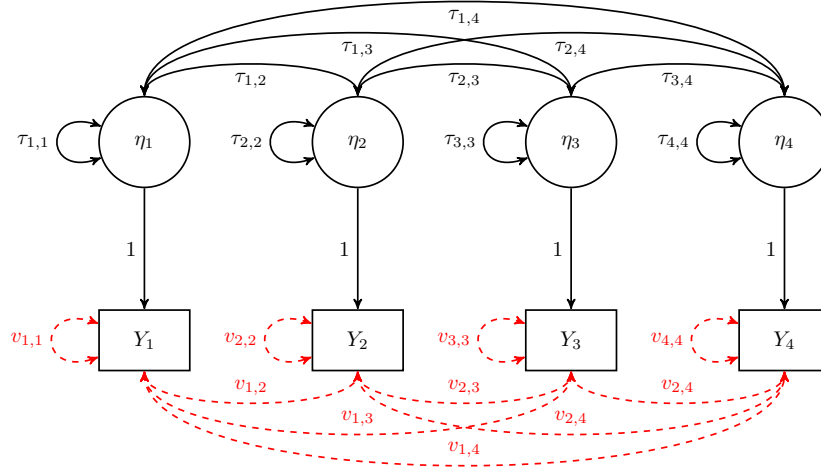 τ1,4
τ1,3 τ2,4
τ1,2 τ2,3 τ3,4
τ1,1 η1 τ2,2 η2 τ3,3 η3 τ4,4 η4
1 1 1 1
v1,1 Y1 v2,2 Y2 v3,3 Y3 v4,4 Y4
v1,2 v2,3 v2,4
v1,3 v2,4
v1,4